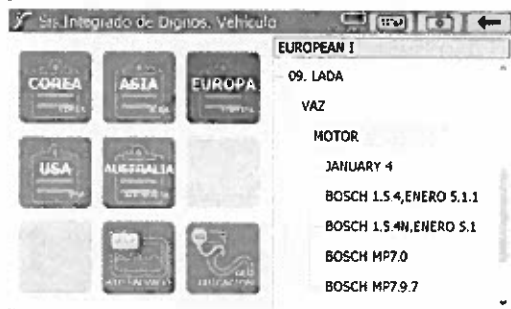 Sis.Integrado de Dignos. Vehiculo
EUROPEAN I
COREA
ASIA
EUROPA
USA
AUSTRALIA
09. LADA
VAZ
MOTOR
JANUARY 4
BOSCH 1.5.4,ENERO 5.1.1
BOSCH 1.5.4N,ENERO 5.1
BOSCH MP7.0
BOSCH MP7.9.7